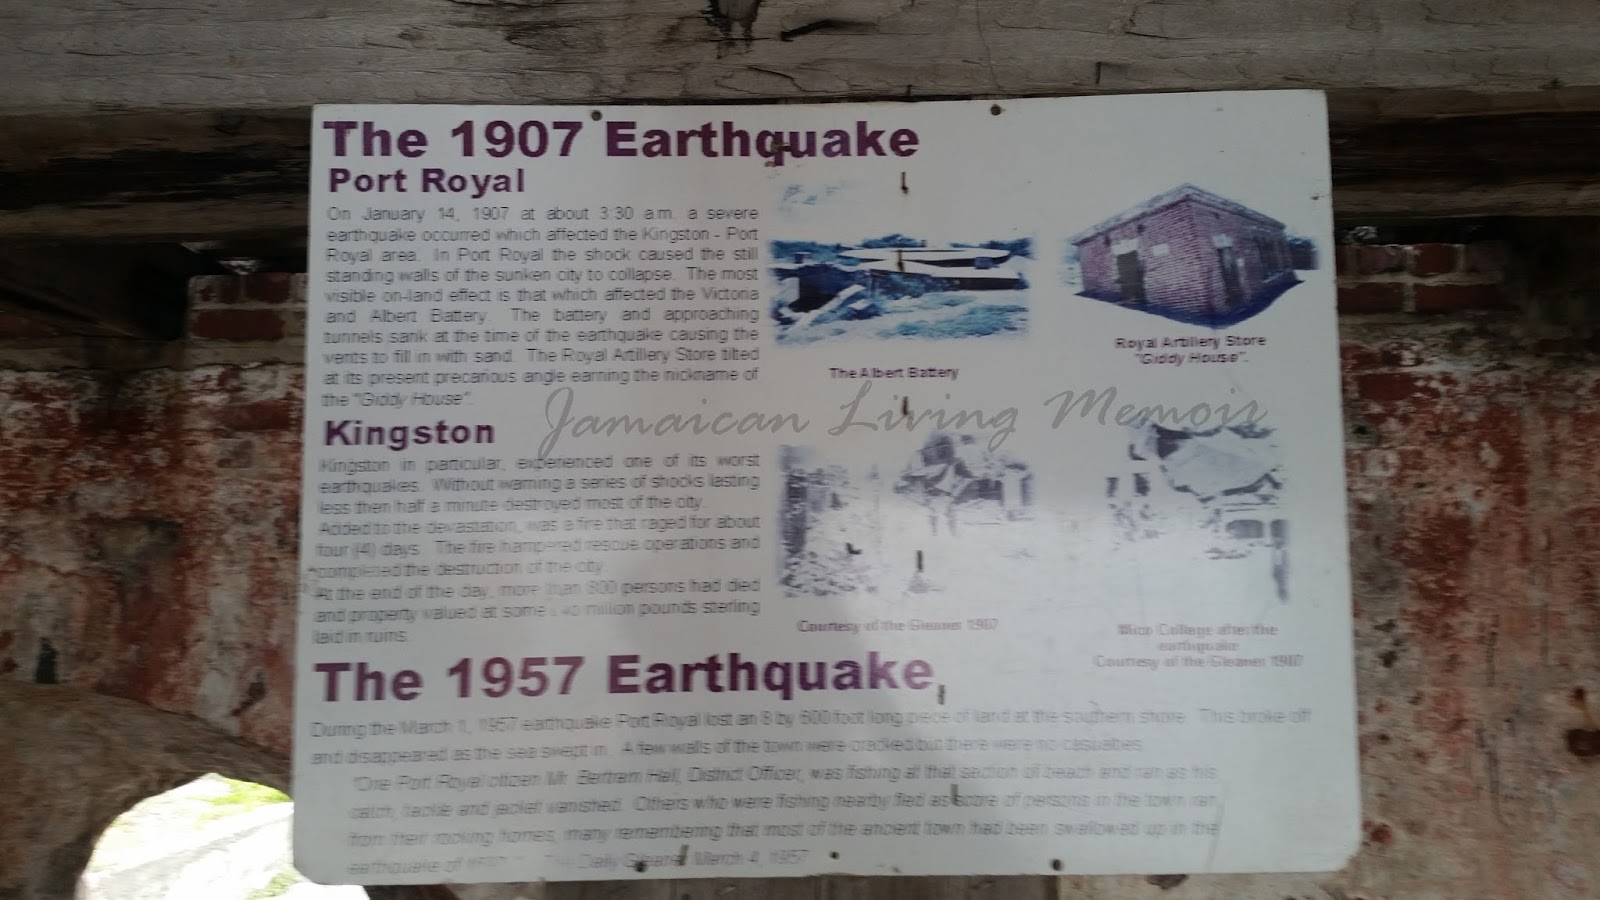 The 1907 Earthquake
Port Royal
On January 14, 1907 at about 3:30 a.m. a severe
earthquake occurred which affected the Kingston - Port
Royal area. In Port Royal the shock caused the still
standing walls of the sunken city to collapse. The most
visible on-land effect is that which affected the Victoria
and Albert Battery. The battery and approaching
tunnels sank at the time of the earthquake causing the
vents to fill in with sand. The Royal Artillery Store tilted
at its present precarious angle earning the nickname of
the "Giddy House".
The Albert Battery
Royal Artillery Store
"Giddy House".
Jamaican Living Memoir
Kingston
Kingston in particular, experienced one of its worst
earthquakes. Without warning a series of shocks lasting
less then half a minute destroyed most of the city.
Added to the devastation, was a fire that raged for about
four (4) days. The fire hampered rescue operations and
completed the destruction of the city.
At the end of the day, more than 800 persons had died
and property valued at some million pounds sterling
laid in ruins.
Courtesy of the Gleaner 1907
Mico College after the
earthquake
Courtesy of the Gleaner 1907
The 1957 Earthquake
During the March 1, 1957 earthquake Port Royal lost an 8 by 600 foot long piece of land at the southern shore. This broke off
and disappeared as the sea swept in. A few walls of the town were cracked but there were no casualties.
"One Port Royal citizen Mr. Bertram Hall, District Officer, was fishing at that section of beach and ran as his
catch, tackle and jacket vanished. Others who were fishing nearby fled as score of persons in the town ran
from their rocking homes, many remembering that most of the ancient town had been swallowed up in the
earthquake of Daily Gleaner March 4, 1957